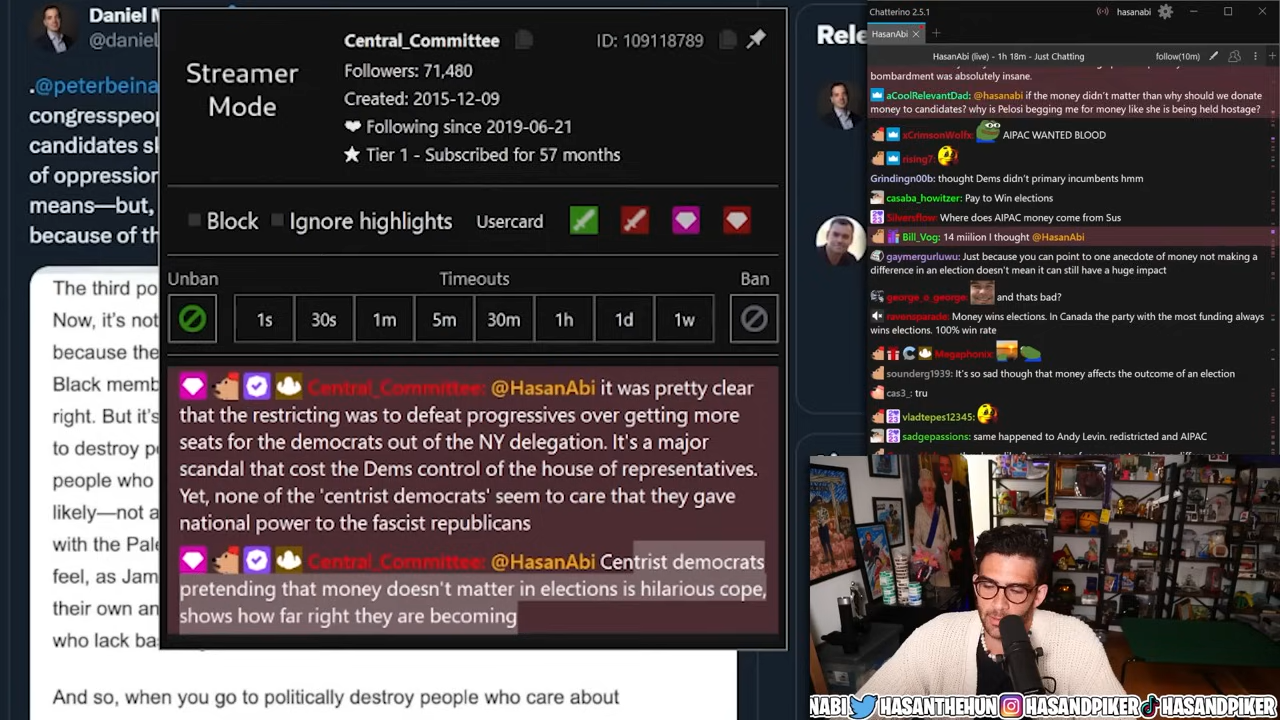 Daniel M
@daniel
.@peterbeina
congresspeop
candidates sk
of oppression
means—but,
because of th
The third po
Now, it's not
because the
Black memb
right. But it's
to destroy p
people who
likely—not a
with the Pale
feel, as Jam
their own an
who lack ba
And so, when you go to politically destroy people who care about
Streamer
Mode
Central_Committee
ID: 109118789
Followers: 71,480
Created: 2015-12-09
Following since 2019-06-21
Tier 1 - Subscribed for 57 months
Block
Ignore highlights
Usercard
Unban
Timeouts
Ban
1s
30s
1m
5m
30m
1h
1d
1w
Central_Committee: @HasanAbi it was pretty clear
that the restricting was to defeat progressives over getting more
seats for the democrats out of the NY delegation. It's a major
scandal that cost the Dems control of the house of representatives.
Yet, none of the 'centrist democrats' seem to care that they gave
national power to the fascist republicans
Central_Committee: @HasanAbi Centrist democrats
pretending that money doesn't matter in elections is hilarious cope,
shows how far right they are becoming
Rele
Chatterino 2.5.1
hasanabi
HasanAbi
HasanAbi (live) - 1h 18m - Just Chatting
follow(10m)
bombardment was absolutely insane.
aCoolRelevantDad: @hasanabi if the money didn't matter than why should we donate
money to candidates? why is Pelosi begging me for money like she is being held hostage?
xCrimsonWolfx: AIPAC WANTED BLOOD
rising7:
Grindingn00b: thought Dems didn't primary incumbents hmm
casaba_howitzer: Pay to Win elections
Silversflow: Where does AIPAC money come from Sus
Bill_Vog: 14 miilion I thought @HasanAbi
gaymergurluwu: Just because you can point to one anecdote of money not making a
difference in an election doesn't mean it can still have a huge impact
george_o_george: and thats bad?
ravensparade: Money wins elections. In Canada the party with the most funding always
wins elections. 100% win rate
Megaphonix:
sounderg1939: It's so sad though that money affects the outcome of an election
cas3_: tru
vladtepes12345:
sadgepassions: same happened to Andy Levin. redistricted and AIPAC
NABI HASANTHEHUN HASANDPIKER HASANDPIKER